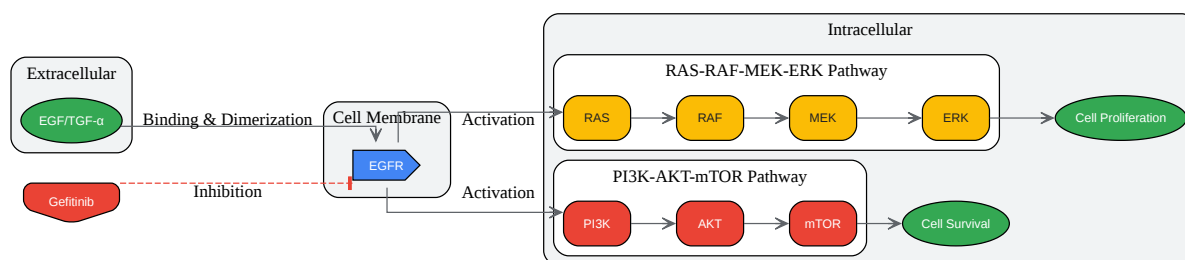 Intracellular
Extracellular
RAS-RAF-MEK-ERK Pathway
EGF/TGF-α
Binding & Dimerization
Cell Membrane
Activation
RAS
RAF
MEK
ERK
Cell Proliferation
EGFR
Gefitinib
Inhibition
Activation
PI3K-AKT-mTOR Pathway
PI3K
AKT
mTOR
Cell Survival